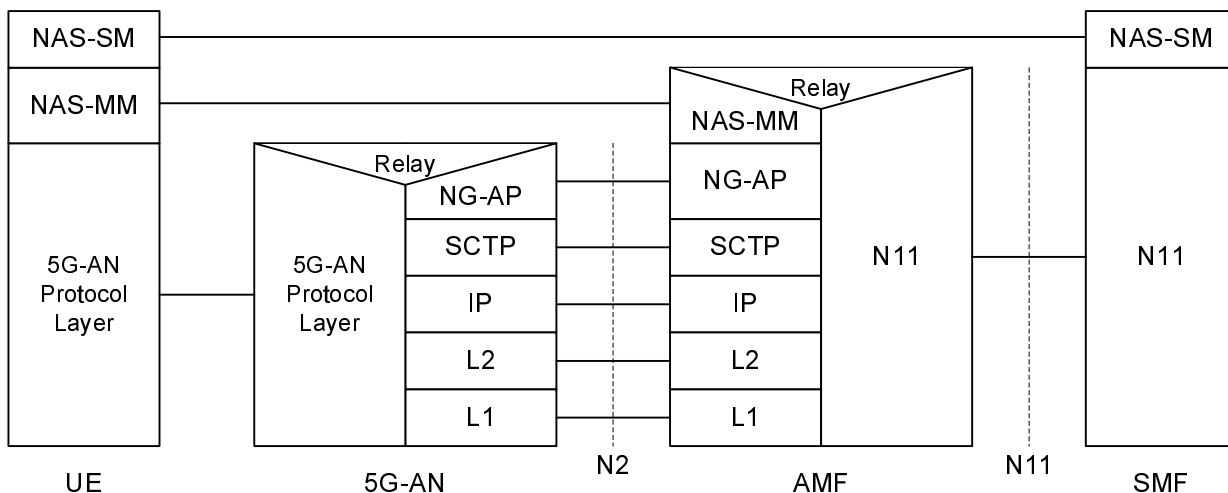 NAS-SM
NAS-SM
NAS-MM
Relay
NAS-MM
Relay
NG-AP
NG-AP
SCTP
SCTP
N11
N11
5G-AN
Protocol
Layer
5G-AN
Protocol
Layer
IP
IP
L2
L2
L1
L1
N2
N11
UE
5G-AN
AMF
SMF